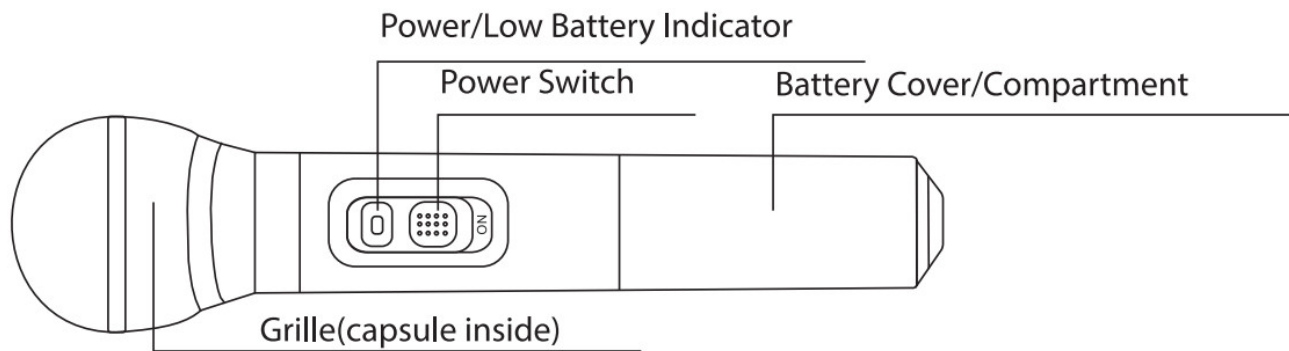 Power/Low Battery Indicator
Power Switch
Battery Cover/Compartment
ON
Grille(capsule inside)